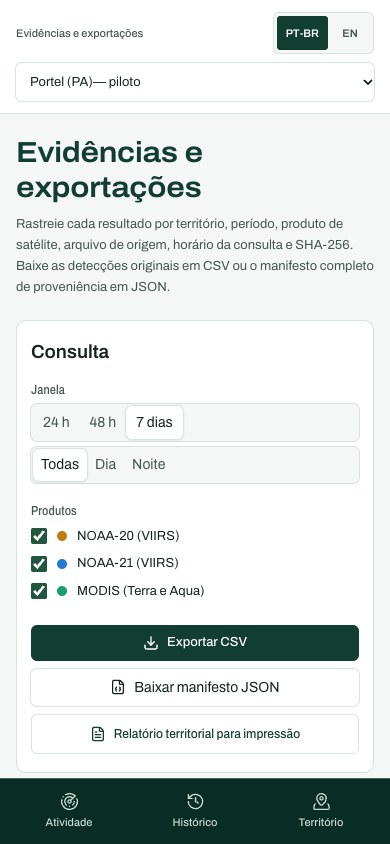 Evidências e exportações
PT-BR
EN
Portel (PA)— piloto
Evidências e
exportações
Rastreie cada resultado por território, período, produto de
satélite, arquivo de origem, horário da consulta e SHA-256.
Baixe as detecções originais em CSV ou o manifesto completo
de proveniência em JSON.
Consulta
Janela
24 h 48 h 7 dias
Todas Dia Noite
Produtos
NOAA-20 (VIIRS)
NOAA-21 (VIIRS)
MODIS (Terra e Aqua)
Exportar CSV
Baixar manifesto JSON
Relatório territorial para impressão
Atividade Histórico Território